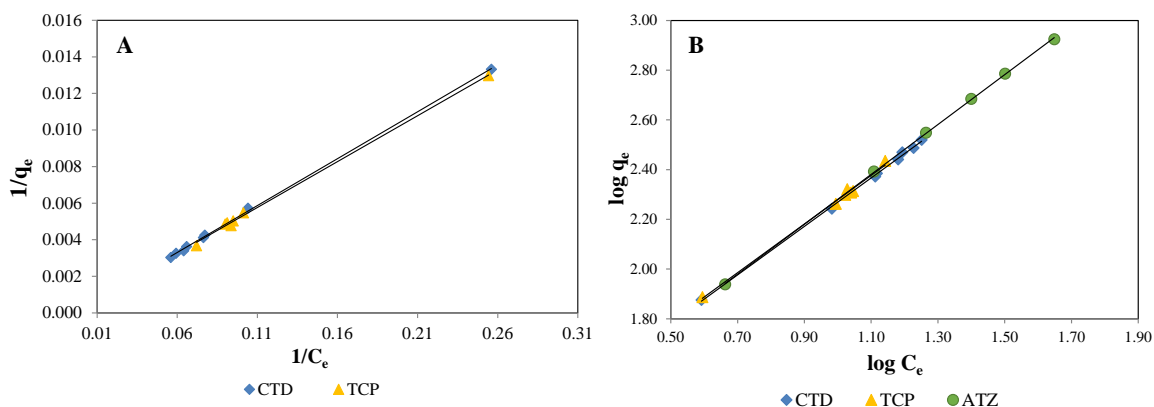 A
1/qe
0.016
0.014
0.012
0.010
0.008
0.006
0.004
0.002
0.000
0.01 0.06 0.11 0.16 0.21 0.26 0.31
1/Ce
CTD TCP
B
log qe
3.00
2.80
2.60
2.40
2.20
2.00
1.80
0.50 0.70 0.90 1.10 1.30 1.50 1.70 1.90
log Ce
CTD TCP ATZ